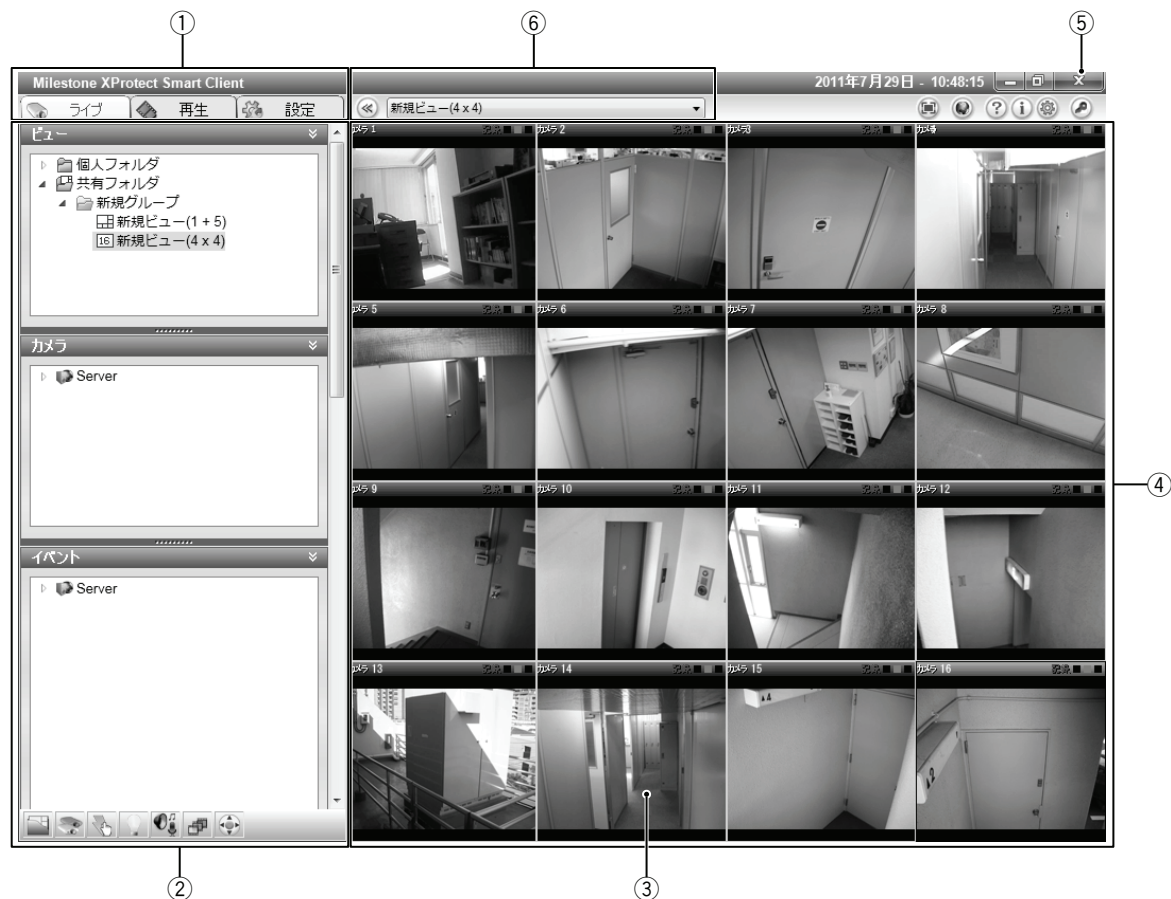 ① ⑥ ⑤
Milestone XProtect Smart Client
2011年7月29日 - 10:48:15
ライブ 再生 設定
新規ビュー(4 x 4)
ビュー
個人フォルダ
共有フォルダ
新規グループ
新規ビュー(1 + 5)
16 新規ビュー(4 x 4)
カメラ
Server
イベント
Server
カメラ 1 カメラ 2 カメラ3
カメラ 5 カメラ 6 カメラ 7 カメラ 8
カメラ 9 カメラ 10 カメラ 11 カメラ 12
カメラ 13 カメラ 14 カメラ 15 カメラ 16
④
② ③